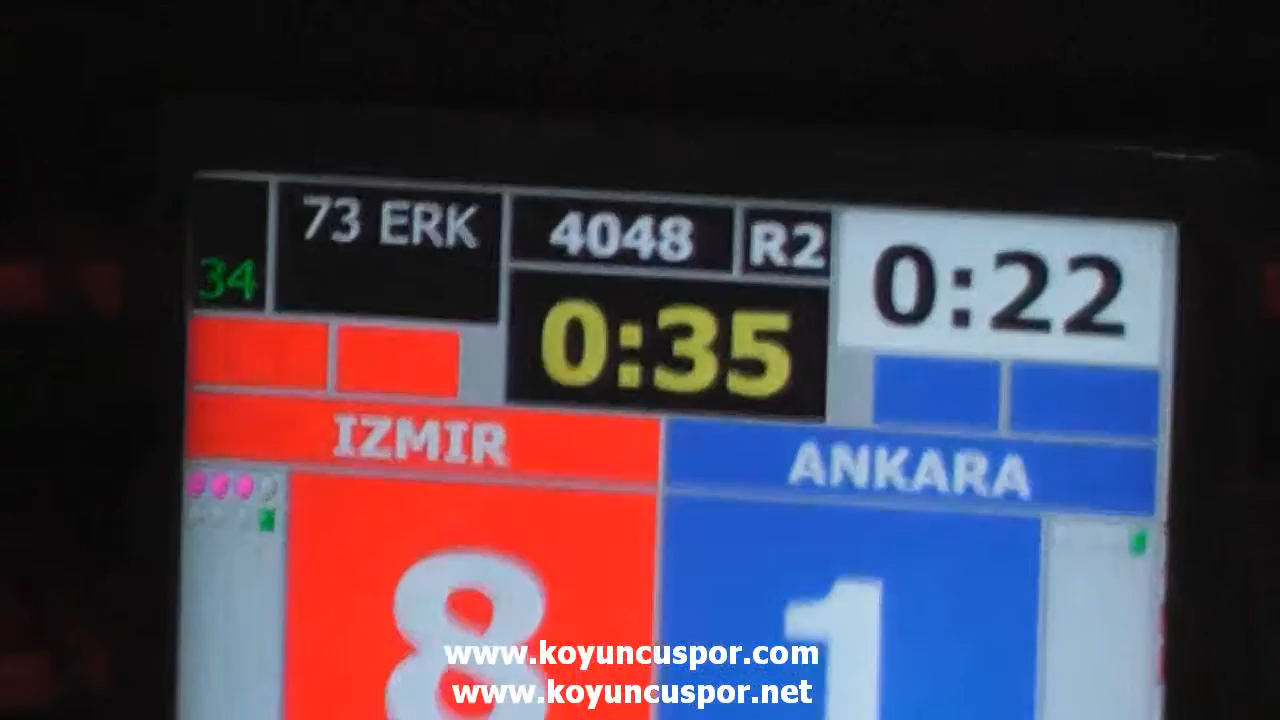 73 ERK 4048 R2 0:22
34
0:35
IZMIR ANKARA
8 1
www.koyuncuspor.com
www.koyuncuspor.net